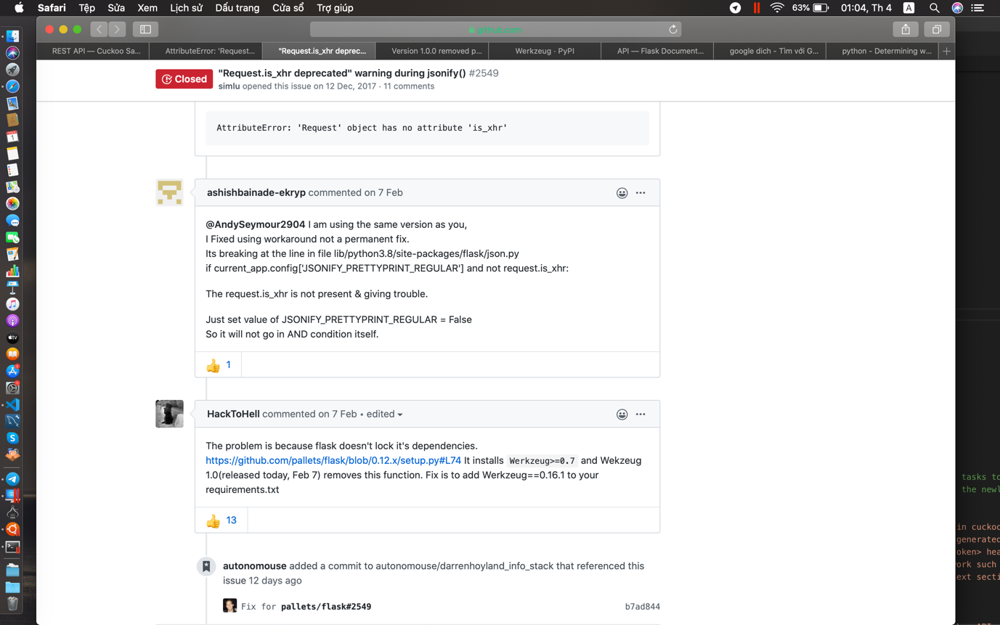 Safari Tệp Sửa Xem Lịch sử Dấu trang Cửa sổ Trợ giúp 63% 01:04, Th 4 A
github.com
REST API — Cuckoo Sa... AttributeError: 'Request... "Request.is_xhr deprec... Version 1.0.0 removed p... Werkzeug · PyPI API — Flask Document... google dich - Tìm với G... python - Determining w...
Closed "Request.is_xhr deprecated" warning during jsonify() #2549
simlu opened this issue on 12 Dec, 2017 · 11 comments
AttributeError: 'Request' object has no attribute 'is_xhr'
ashishbainade-ekryp commented on 7 Feb
@AndySeymour2904 I am using the same version as you,
I Fixed using workaround not a permanent fix.
Its breaking at the line in file lib/python3.8/site-packages/flask/json.py
if current_app.config['JSONIFY_PRETTYPRINT_REGULAR'] and not request.is_xhr:
The request.is_xhr is not present & giving trouble.
Just set value of JSONIFY_PRETTYPRINT_REGULAR = False
So it will not go in AND condition itself.
1
HackToHell commented on 7 Feb • edited
The problem is because flask doesn't lock it's dependencies.
https://github.com/pallets/flask/blob/0.12.x/setup.py#L74 It installs Werkzeug>=0.7 and Wekzeug
1.0(released today, Feb 7) removes this function. Fix is to add Werkzeug==0.16.1 to your
requirements.txt
13
autonomouse added a commit to autonomouse/darrenhoyland_info_stack that referenced this
issue 12 days ago
Fix for pallets/flask#2549 b7ad844
tasks to
the newl
in cuckoo
generated
oken> hea
ork such
ext secti